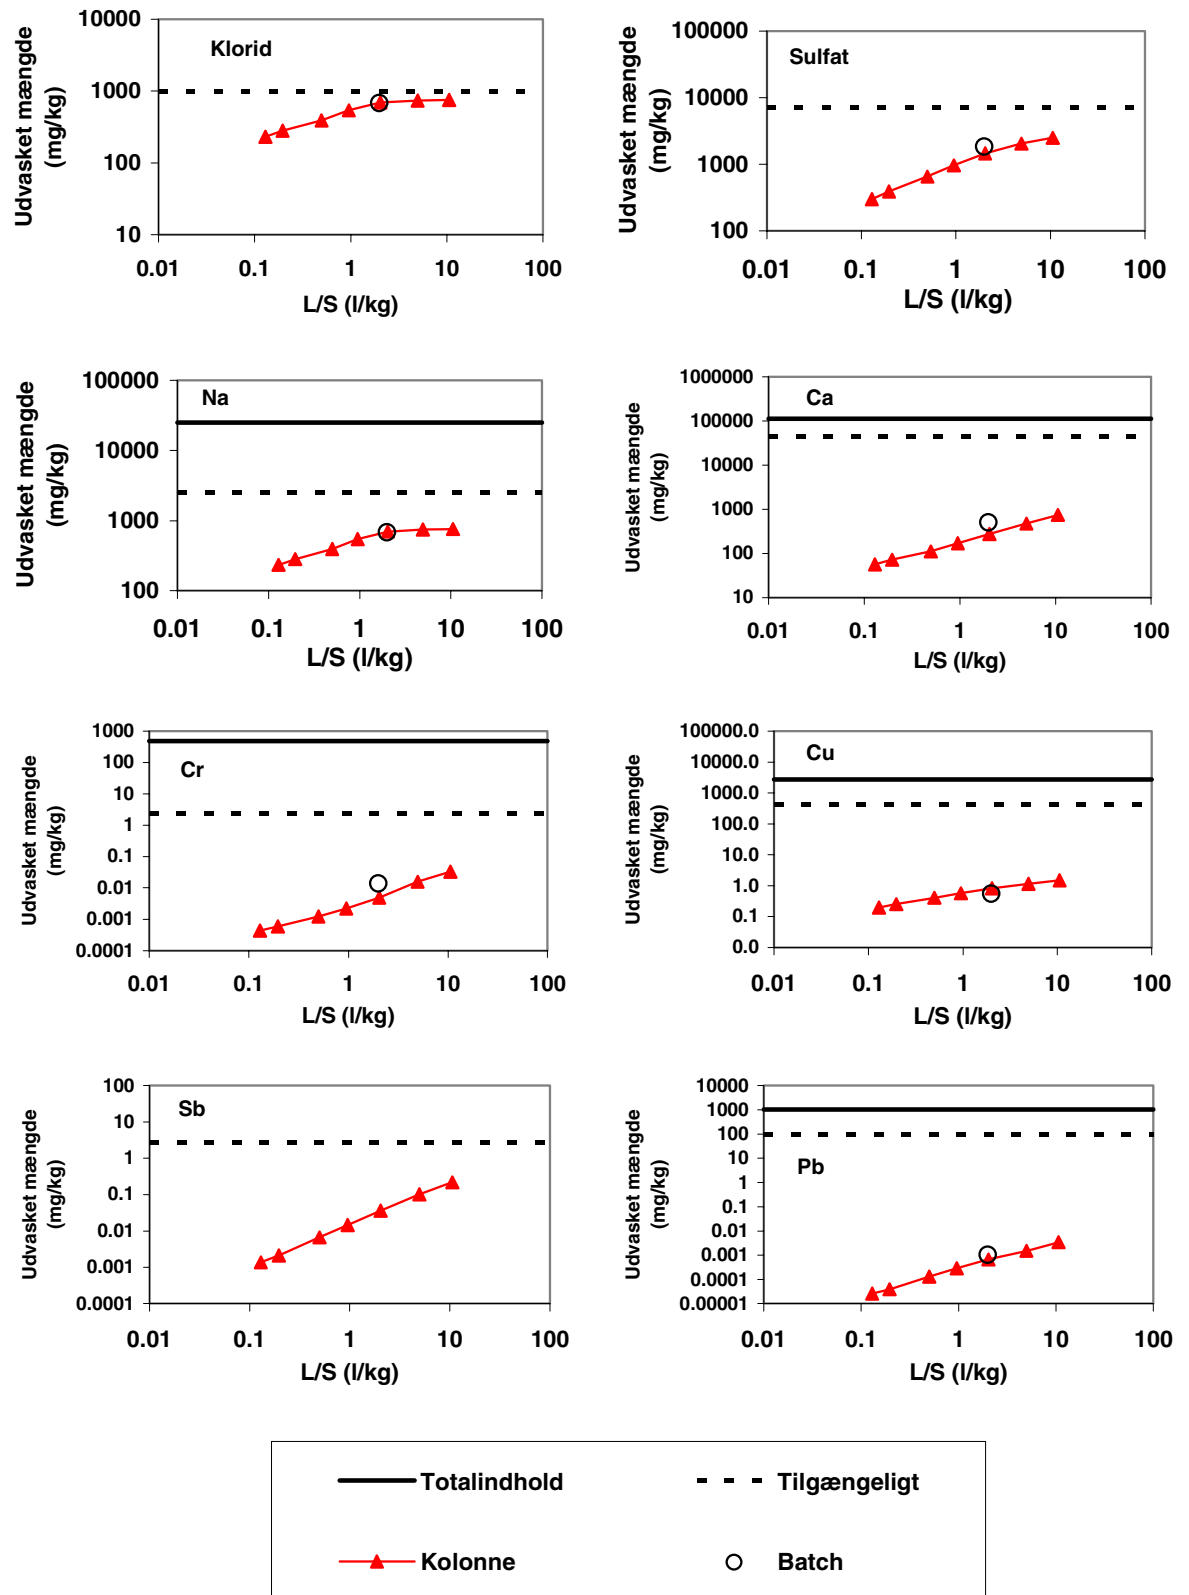 Klorid
Udvasket mængde
(mg/kg)
10000
1000
100
10
0.01 0.1 1 10 100
L/S (l/kg)
Sulfat
Udvasket mængde
(mg/kg)
100000
10000
1000
100
0.01 0.1 1 10 100
L/S (l/kg)
Na
Udvasket mængde
(mg/kg)
100000
10000
1000
100
0.01 0.1 1 10 100
L/S (l/kg)
Ca
Udvasket mængde
(mg/kg)
1000000
100000
10000
1000
100
10
0.01 0.1 1 10 100
L/S (l/kg)
Cr
Udvasket mængde
(mg/kg)
1000
100
10
1
0.1
0.01
0.001
0.0001
0.01 0.1 1 10 100
L/S (l/kg)
Cu
Udvasket mængde
(mg/kg)
100000.0
10000.0
1000.0
100.0
10.0
1.0
0.1
0.0
0.01 0.1 1 10 100
L/S (l/kg)
Sb
Udvasket mængde
(mg/kg)
100
10
1
0.1
0.01
0.001
0.0001
0.01 0.1 1 10 100
L/S (l/kg)
Pb
Udvasket mængde
(mg/kg)
10000
1000
100
10
1
0.1
0.01
0.001
0.0001
0.00001
0.01 0.1 1 10 100
L/S (l/kg)
Totalindhold
Tilgængeligt
Kolonne
Batch